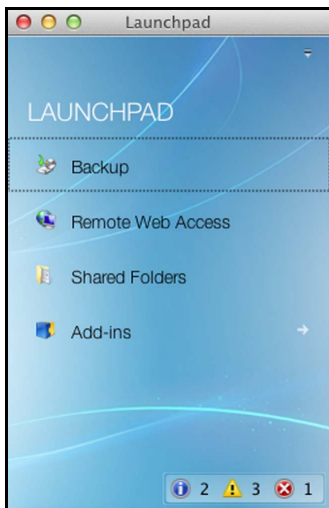 Launchpad
LAUNCHPAD
Backup
Remote Web Access
Shared Folders
Add-ins
2 3 1